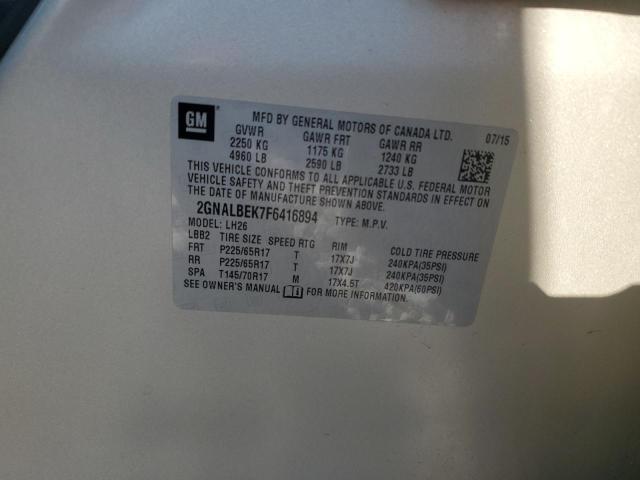 GM
MFD BY GENERAL MOTORS OF CANADA LTD. 07/15
GVWR GAWR FRT GAWR RR
2250 KG 1175 KG 1240 KG
4960 LB 2590 LB 2733 LB
THIS VEHICLE CONFORMS TO ALL APPLICABLE U.S. FEDERAL MOTOR
VEHICLE SAFETY AND THEFT PREVENTION STANDARDS IN EFFECT ON
THE DATE OF MANUFACTURE SHOWN ABOVE.
2GNALBEK7F6416894 TYPE: M.P.V.
MODEL: LH26
LBB2 TIRE SIZE SPEED RTG RIM COLD TIRE PRESSURE
FRT P225/65R17 T 17X7J 240KPA(35PSI)
RR P225/65R17 T 17X7J 240KPA(35PSI)
SPA T145/70R17 M 17X4.5T 420KPA(60PSI)
SEE OWNER'S MANUAL FOR MORE INFORMATION.